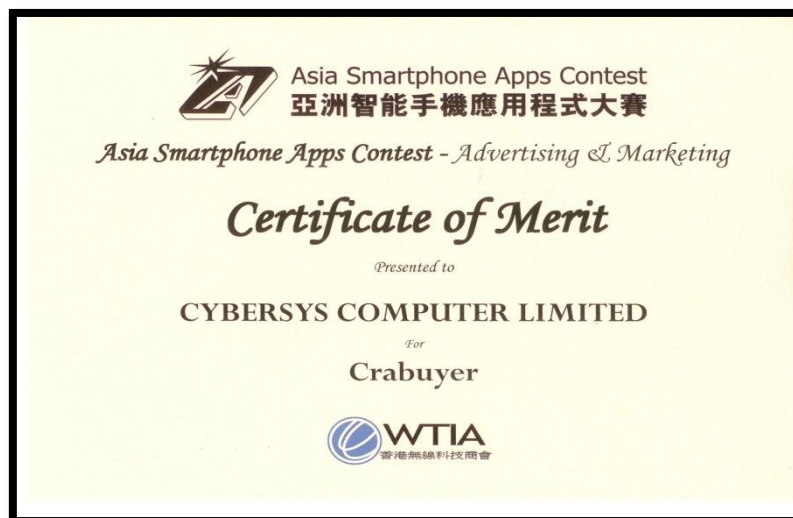 Asia Smartphone Apps Contest
亞洲智能手機應用程式大賽
Asia Smartphone Apps Contest - Advertising & Marketing
Certificate of Merit
Presented to
CYBERSYS COMPUTER LIMITED
For
Crabuyer
WTIA
香港無線科技商會